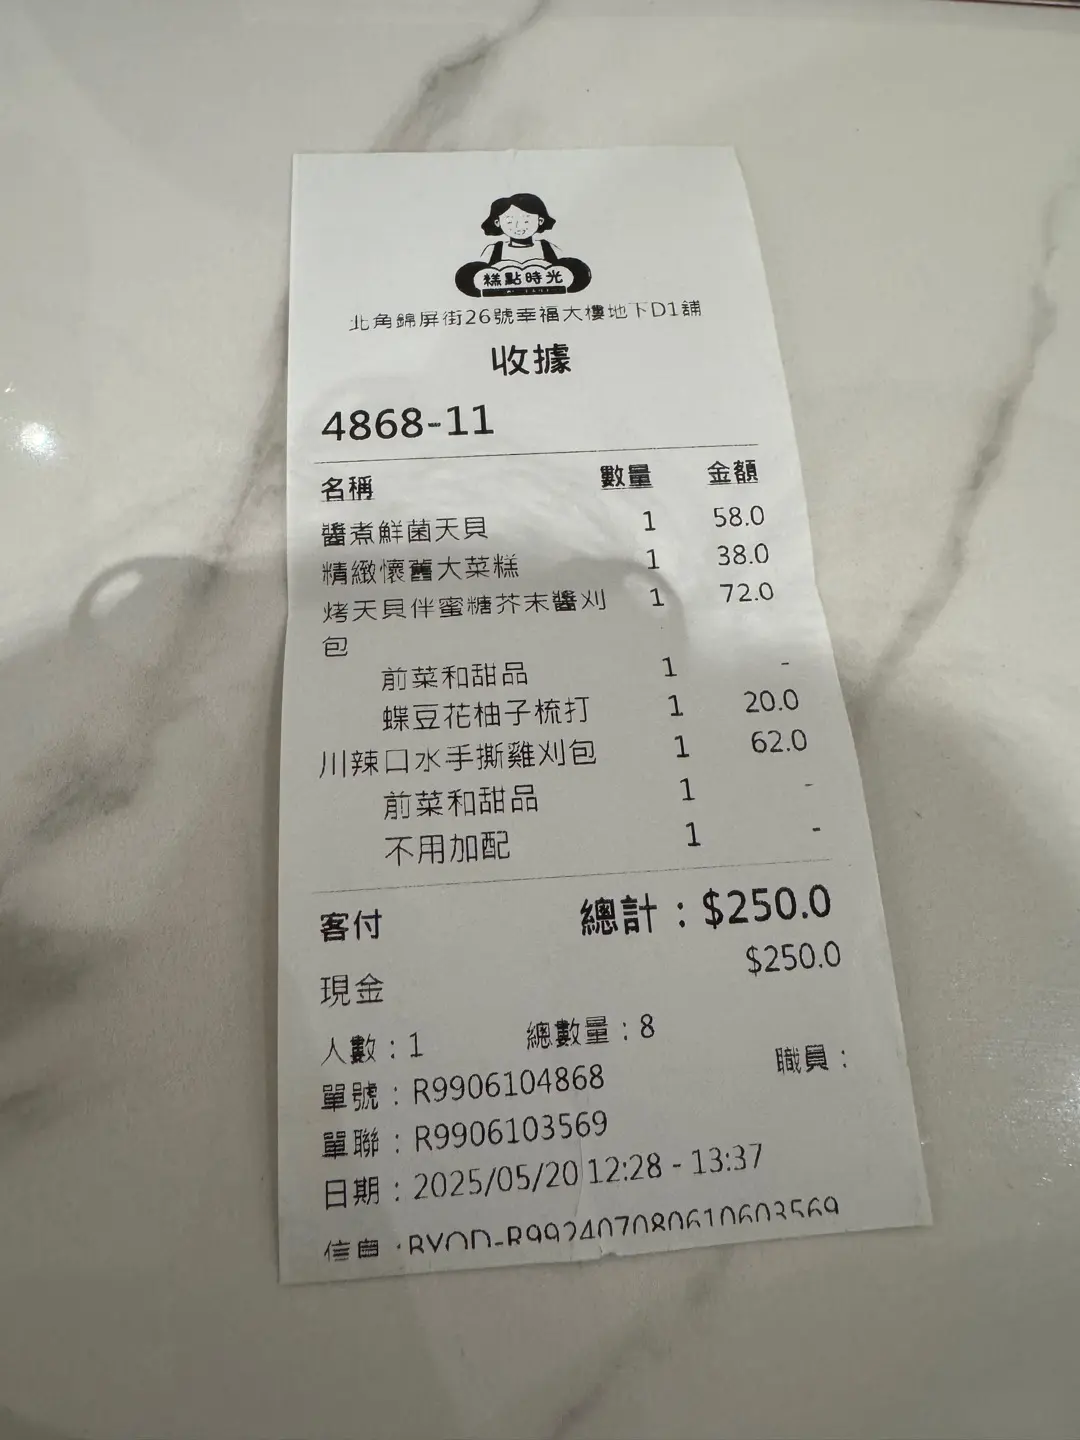 糕點時光
北角錦屏街26號幸福大樓地下D1舖
收據
4868-11
名稱 數量 金額
醬煮鮮菌天貝 1 58.0
精緻懷舊大菜糕 1 38.0
烤天貝伴蜜糖芥末醬刈 1 72.0
包
前菜和甜品 1 -
蝶豆花柚子梳打 1 20.0
川辣口水手撕雞刈包 1 62.0
前菜和甜品 1 -
不用加配 1 -
客付 總計：$250.0
現金 $250.0
人數：1 總數量：8
單號：R9906104868 職員：
單聯：R9906103569
日期：2025/05/20 12:28 - 13:37
信息：BYOD-R992407080610603569